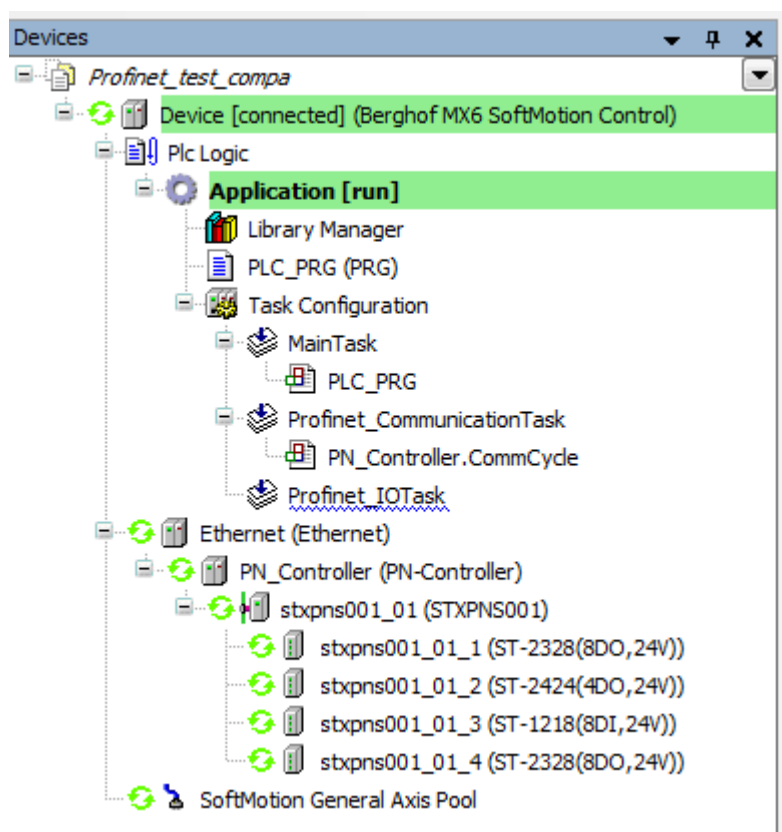 Devices
Profinet_test_compa
Device [connected] (Berghof MX6 SoftMotion Control)
Plc Logic
Application [run]
Library Manager
PLC_PRG (PRG)
Task Configuration
MainTask
PLC_PRG
Profinet_CommunicationTask
PN_Controller.CommCycle
Profinet_IOTask
Ethernet (Ethernet)
PN_Controller (PN-Controller)
stxpns001_01 (STXPNS001)
stxpns001_01_1 (ST-2328(8DO,24V))
stxpns001_01_2 (ST-2424(4DO,24V))
stxpns001_01_3 (ST-1218(8DI,24V))
stxpns001_01_4 (ST-2328(8DO,24V))
SoftMotion General Axis Pool